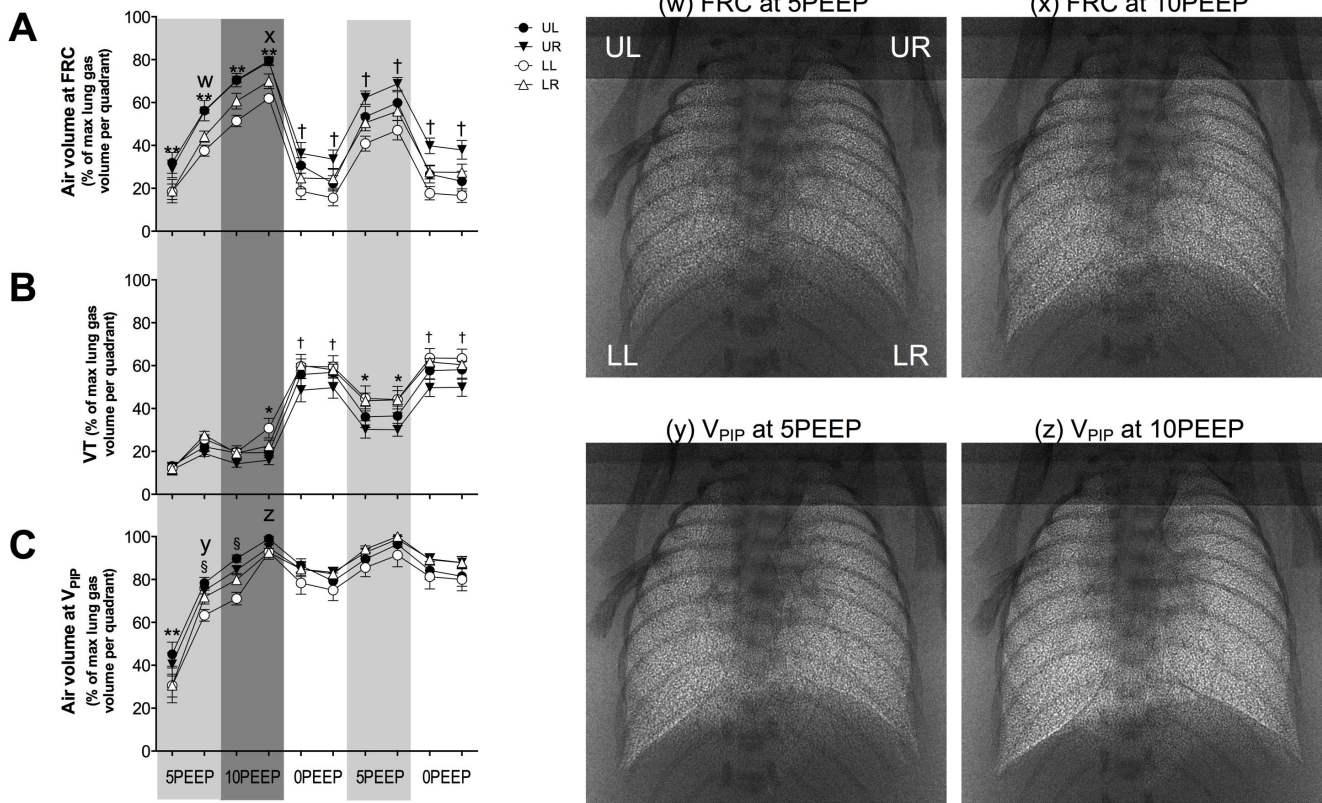 A
Air volume at FRC
(% of max lung gas
volume per quadrant)
100
80
60
40
20
0
**
w
**
**
x
**
†
†
†
†
†
†
UL
UR
LL
LR
B
VT (% of max lung gas
volume per quadrant)
100
80
60
40
20
0
*
†
†
*
*
†
†
C
Air volume at VPIP
(% of max lung gas
volume per quadrant)
100
80
60
40
20
0
**
y
§
§
z
5PEEP
10PEEP
0PEEP
5PEEP
0PEEP
(w) FRC at 5PEEP
UL
UR
LL
LR
(x) FRC at 10PEEP
(y) VPIP at 5PEEP
(z) VPIP at 10PEEP